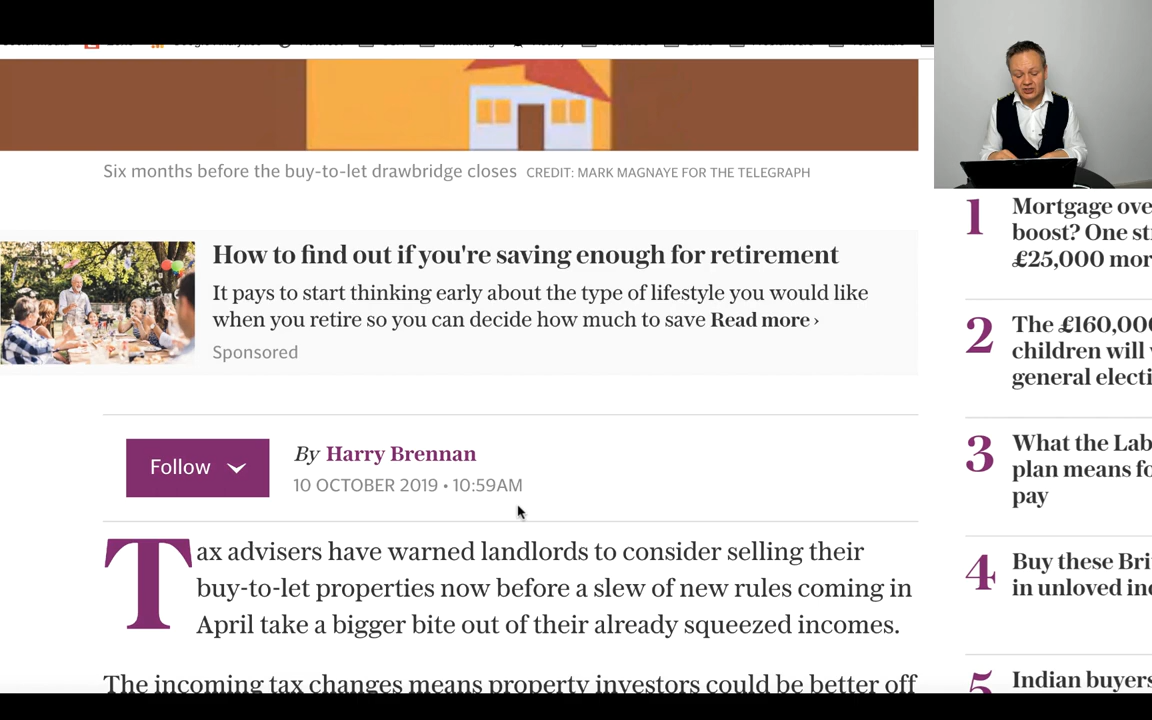 Six months before the buy-to-let drawbridge closes CREDIT: MARK MAGNAYE FOR THE TELEGRAPH
How to find out if you're saving enough for retirement
It pays to start thinking early about the type of lifestyle you would like
when you retire so you can decide how much to save Read more ›
Sponsored
Follow
By Harry Brennan
10 OCTOBER 2019 • 10:59AM
Tax advisers have warned landlords to consider selling their
buy-to-let properties now before a slew of new rules coming in
April take a bigger bite out of their already squeezed incomes.
The incoming tax changes means property investors could be better off
1 Mortgage ove
boost? One st
£25,000 mor
2 The £160,000
children will
general electi
3 What the Lab
plan means fo
pay
4 Buy these Bri
in unloved in
5 Indian buyers